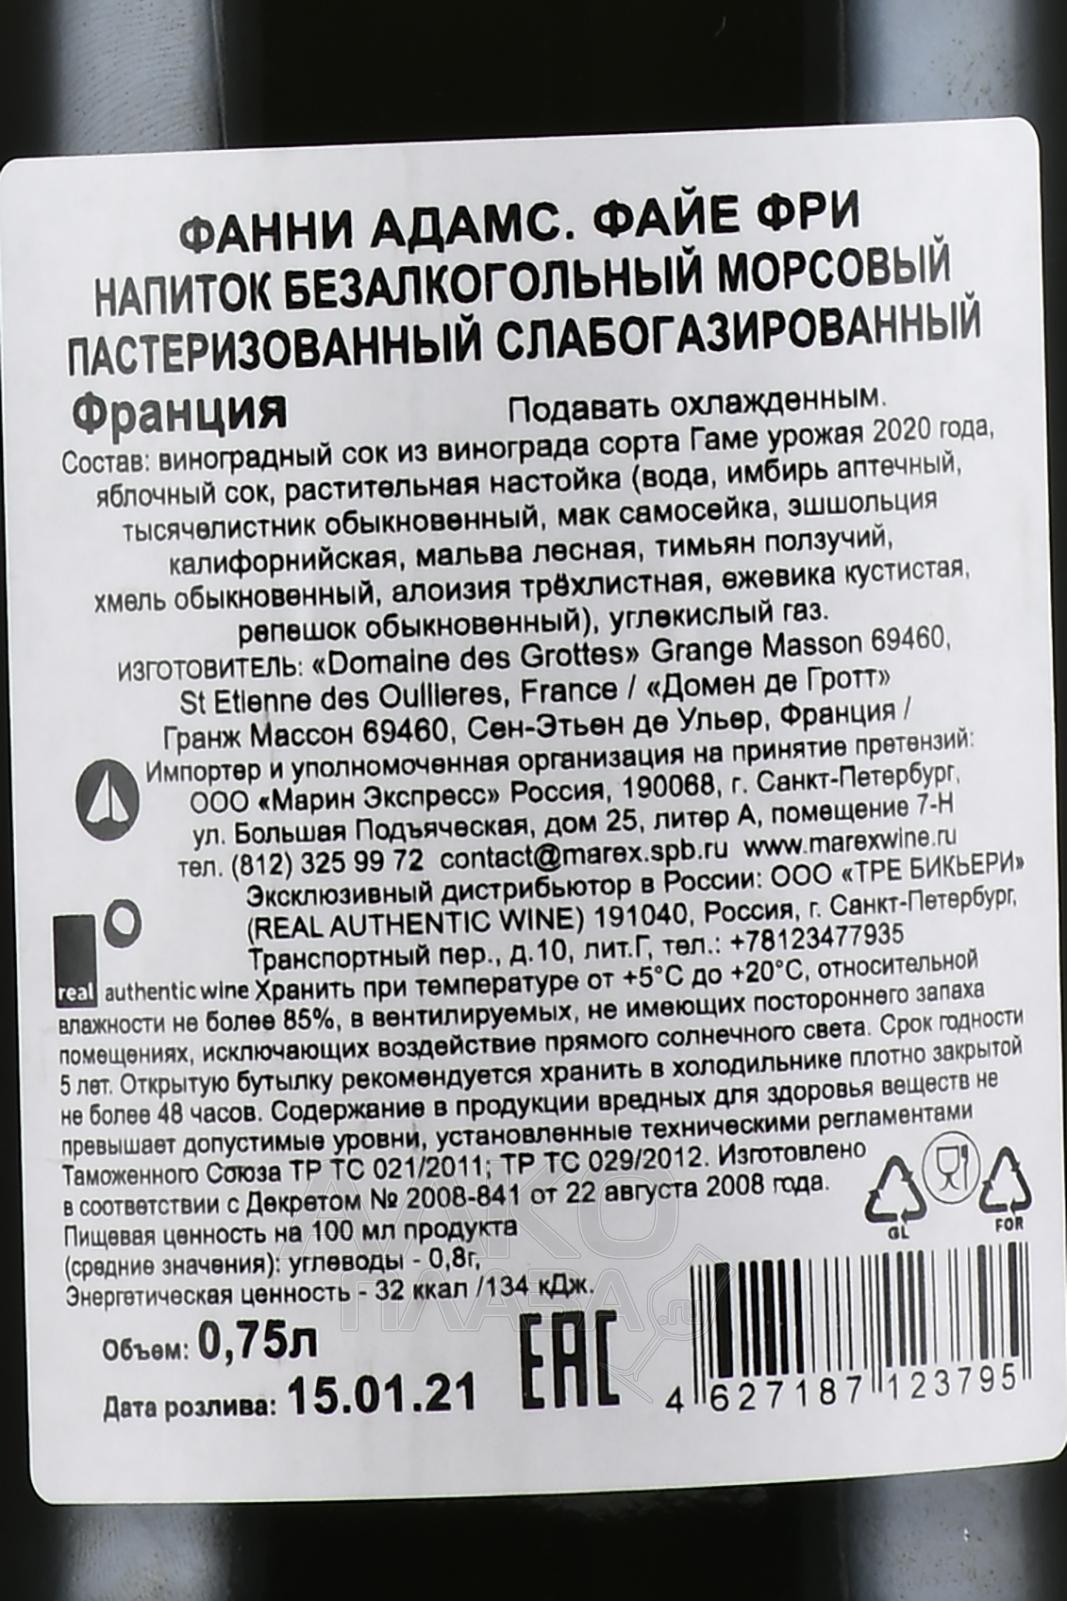 ФАННИ АДАМС. ФАЙЕ ФРИ
НАПИТОК БЕЗАЛКОГОЛЬНЫЙ МОРСОВЫЙ
ПАСТЕРИЗОВАННЫЙ СЛАБОГАЗИРОВАННЫЙ
Франция Подавать охлажденным.
Состав: виноградный сок из винограда сорта Гаме урожая 2020 года,
яблочный сок, растительная настойка (вода, имбирь аптечный,
тысячелистник обыкновенный, мак самосейка, эшшольция
калифорнийская, мальва лесная, тимьян ползучий,
хмель обыкновенный, алоизия трёхлистная, ежевика кустистая,
репешок обыкновенный), углекислый газ.
ИЗГОТОВИТЕЛЬ: «Domaine des Grottes» Grange Masson 69460,
St Etienne des Oullieres, France / «Домен де Гротт»
Гранж Массон 69460, Сен-Этьен де Ульер, Франция /
Импортер и уполномоченная организация на принятие претензий:
ООО «Марин Экспресс» Россия, 190068, г. Санкт-Петербург,
ул. Большая Подъяческая, дом 25, литер А, помещение 7-Н
тел. (812) 325 99 72 contact@marex.spb.ru www.marexwine.ru
Эксклюзивный дистрибьютор в России: ООО «ТРЕ БИКЬЕРИ»
(REAL AUTHENTIC WINE) 191040, Россия, г. Санкт-Петербург,
Транспортный пер., д.10, лит.Г, тел.: +78123477935
real authentic wine Хранить при температуре от +5°С до +20°С, относительной
влажности не более 85%, в вентилируемых, не имеющих постороннего запаха
помещениях, исключающих воздействие прямого солнечного света. Срок годности
5 лет. Открытую бутылку рекомендуется хранить в холодильнике плотно закрытой
не более 48 часов. Содержание в продукции вредных для здоровья веществ не
превышает допустимые уровни, установленные техническими регламентами
Таможенного Союза ТР ТС 021/2011; ТР ТС 029/2012. Изготовлено
в соответствии с Декретом № 2008-841 от 22 августа 2008 года.
GL FOR
Пищевая ценность на 100 мл продукта
(средние значения): углеводы - 0,8г,
Энергетическая ценность - 32 ккал /134 кДж.
АЛКО
ПЛАЗА.ru
Объем: 0,75л
Дата розлива: 15.01.21
EAC
4 627187 123795